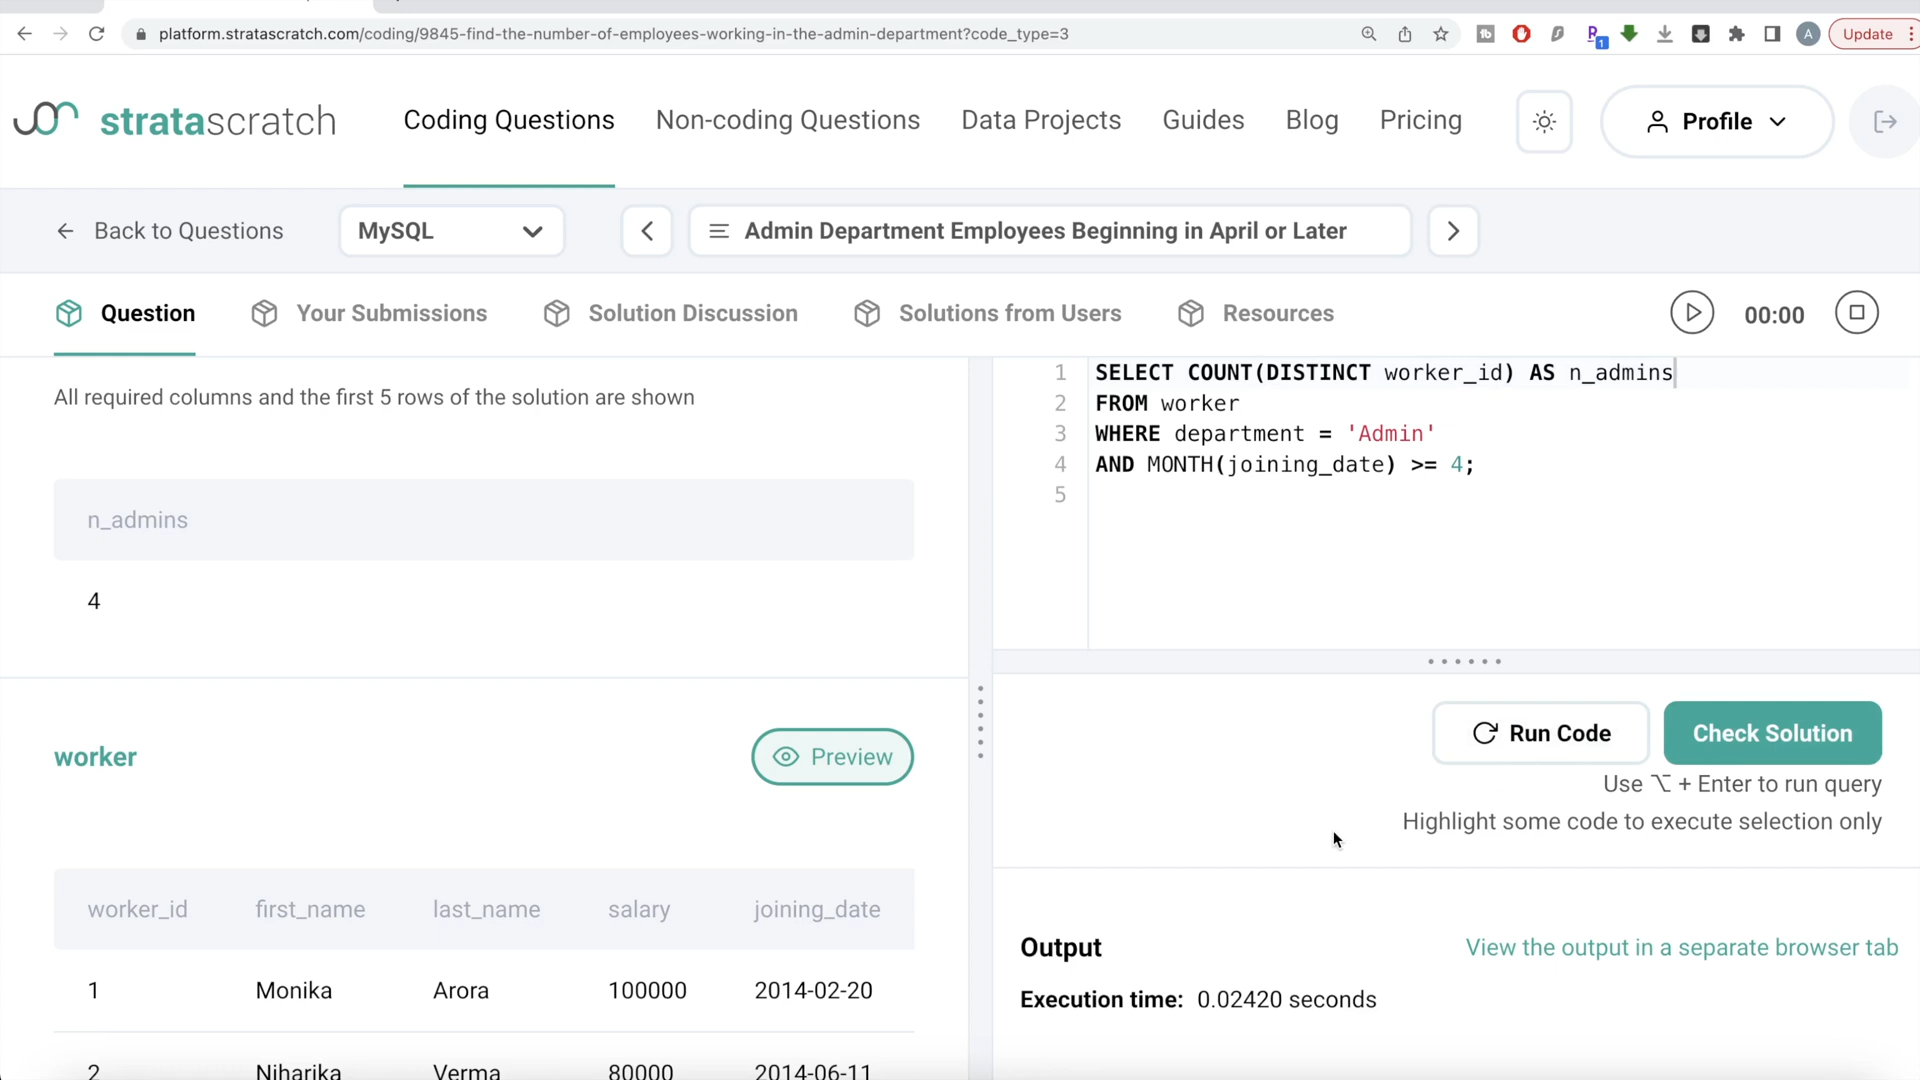 platform.stratascratch.com/coding/9845-find-the-number-of-employees-working-in-the-admin-department?code_type=3
1
A
Update
stratascratch
Coding Questions
Non-coding Questions
Data Projects
Guides
Blog
Pricing
Profile
Back to Questions
MySQL
Admin Department Employees Beginning in April or Later
Question
Your Submissions
Solution Discussion
Solutions from Users
Resources
00:00
All required columns and the first 5 rows of the solution are shown
n_admins
4
worker
Preview
worker_id first_name last_name salary joining_date
1 Monika Arora 100000 2014-02-20
2 Niharika Verma 80000 2014-06-11
1 SELECT COUNT(DISTINCT worker_id) AS n_admins
2 FROM worker
3 WHERE department = 'Admin'
4 AND MONTH(joining_date) >= 4;
5
Run Code
Check Solution
Use ⌥ + Enter to run query
Highlight some code to execute selection only
Output
View the output in a separate browser tab
Execution time: 0.02420 seconds